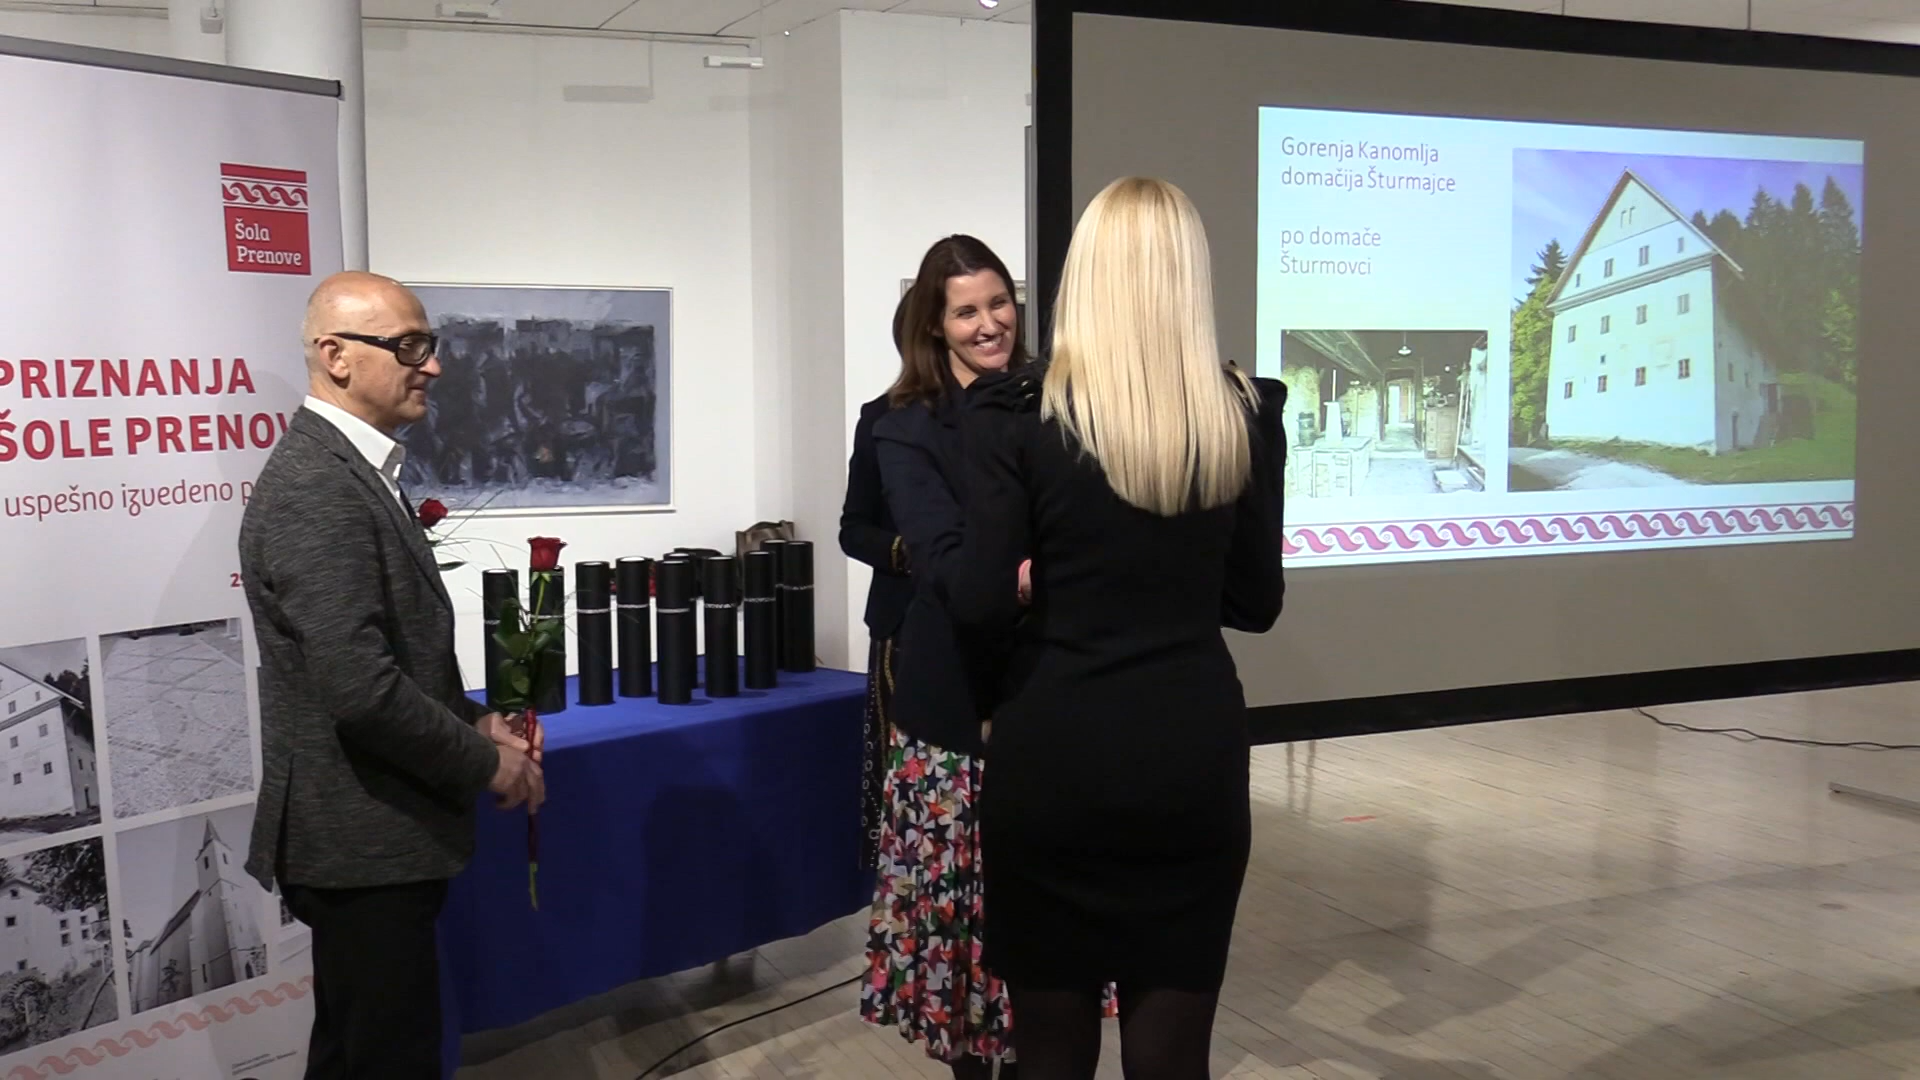 Šola
Prenove
PRIZNANJA
ŠOLE PRENOV
uspešno izvedeno p
Gorenja Kanomlja
domačija Šturmajce
po domače
Šturmovci